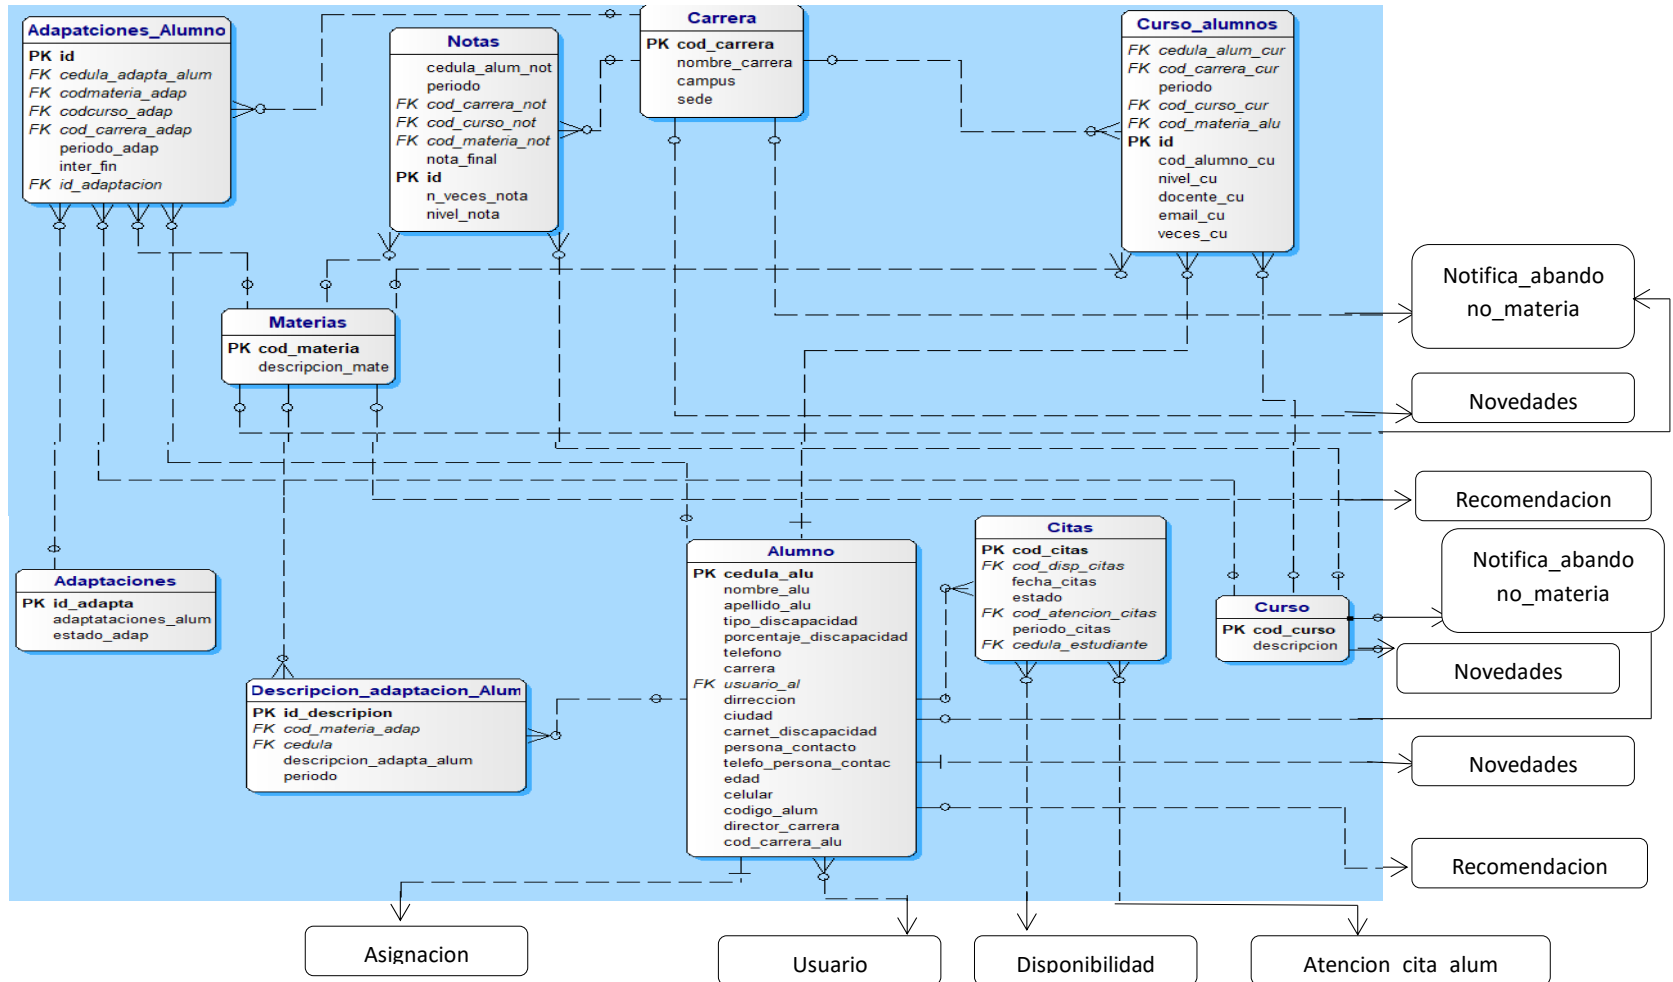 Adapatciones_Alumno
PK id
FK cedula_adapta_alum
FK codmateria_adap
FK codcurso_adap
FK cod_carrera_adap
periodo_adap
inter_fin
FK id_adaptacion
Notas
cedula_alum_not
periodo
FK cod_carrera_not
FK cod_curso_not
FK cod_materia_not
nota_final
PK id
n_veces_nota
nivel_nota
Carrera
PK cod_carrera
nombre_carrera
campus
sede
Curso_alumnos
FK cedula_alum_cur
FK cod_carrera_cur
periodo
FK cod_curso_cur
FK cod_materia_alu
PK id
cod_alumno_cu
nivel_cu
docente_cu
email_cu
veces_cu
Notifica_abando
no_materia
Materias
PK cod_materia
descripcion_mate
Novedades
Recomendacion
Adaptaciones
PK id_adapta
adaptataciones_alum
estado_adap
Alumno
PK cedula_alu
nombre_alu
apellido_alu
tipo_discapacidad
porcentaje_discapacidad
telefono
carrera
FK usuario_al
dirreccion
ciudad
carnet_discapacidad
persona_contacto
telefo_persona_contac
edad
celular
codigo_alum
director_carrera
cod_carrera_alu
Citas
PK cod_citas
FK cod_disp_citas
fecha_citas
estado
FK cod_atencion_citas
periodo_citas
FK cedula_estudiante
Curso
PK cod_curso
descripcion
Notifica_abando
no_materia
Novedades
Descripcion_adaptacion_Alum
PK id_descripion
FK cod_materia_adap
FK cedula
descripcion_adapta_alum
periodo
Novedades
Recomendacion
Asignacion
Usuario
Disponibilidad
Atencion cita alum